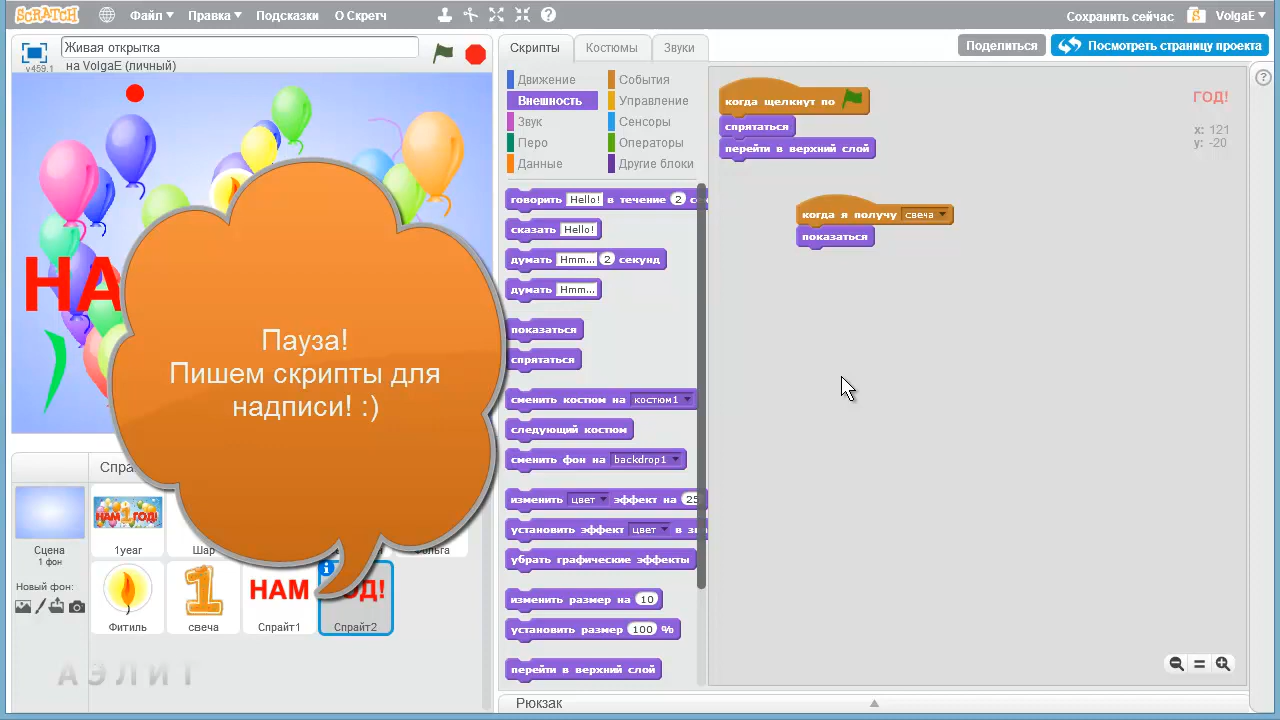 SCRATCH
Файл
Правка
Подсказки
О Скретч
Сохранить сейчас
VolgaE
v459.1
Живая открытка
на VolgaE (личный)
Скрипты
Костюмы
Звуки
Поделиться
Посмотреть страницу проекта
Движение
Внешность
Звук
Перо
Данные
События
Управление
Сенсоры
Операторы
Другие блоки
говорить Hello! в течение 2
сказать Hello!
думать Hmm... 2 секунд
думать Hmm...
показаться
спрятаться
сменить костюм на костюм1
следующий костюм
сменить фон на backdrop1
изменить цвет эффект на 25
установить эффект цвет в
убрать графические эффекты
изменить размер на 10
установить размер 100 %
перейти в верхний слой
когда щелкнут по
спрятаться
перейти в верхний слой
когда я получу свеча
показаться
ГОД!
x: 121
y: -20
НА
Пауза!
Пишем скрипты для
надписи! :)
Сцена
1 фон
Новый фон:
НАМ 1 ГОД!
1year
Шар
Фитиль
1
свеча
НАМ
Спрайт1
ОД!
Спрайт2
АЭЛИТ
Рюкзак